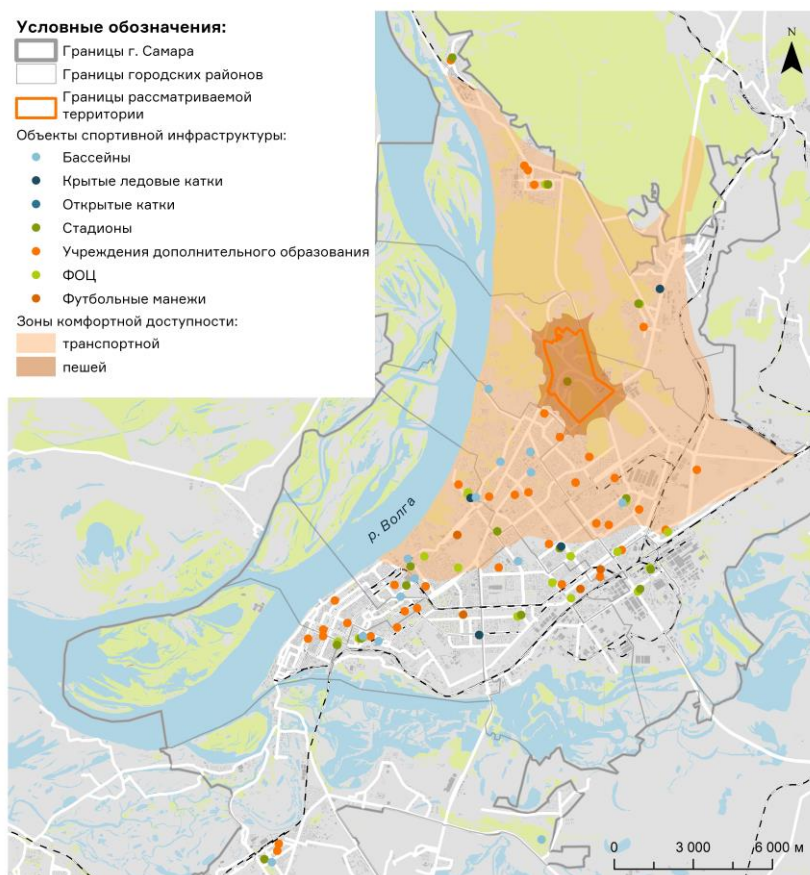 Условные обозначения:
Границы г. Самара
Границы городских районов
Границы рассматриваемой
территории
Объекты спортивной инфраструктуры:
Бассейны
Крытые ледовые катки
Открытые катки
Стадионы
Учреждения дополнительного образования
ФОЦ
Футбольные манежи
Зоны комфортной доступности:
транспортной
пешей
N
р. Волга
0 3 000 6 000 м